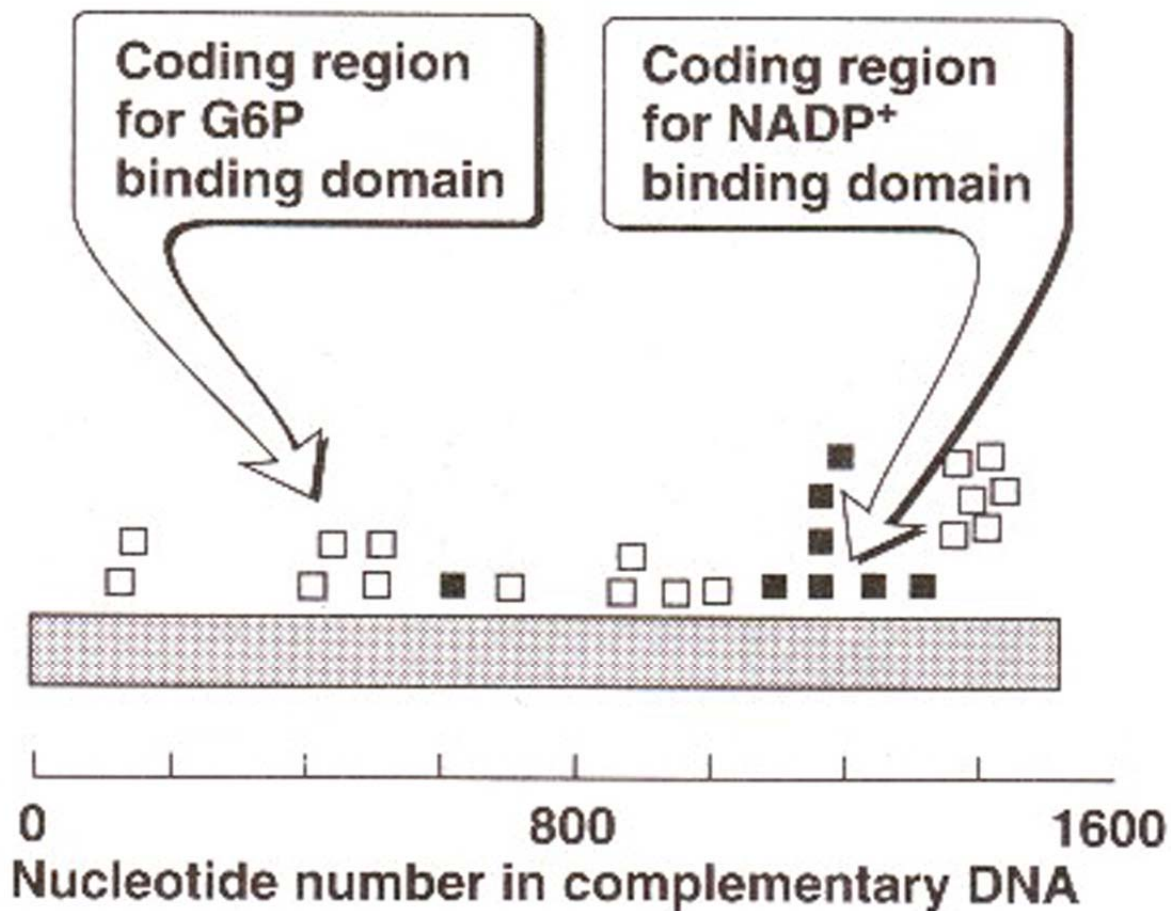 Coding region
for G6P
binding domain
Coding region
for NADP⁺
binding domain
0 800 1600
Nucleotide number in complementary DNA